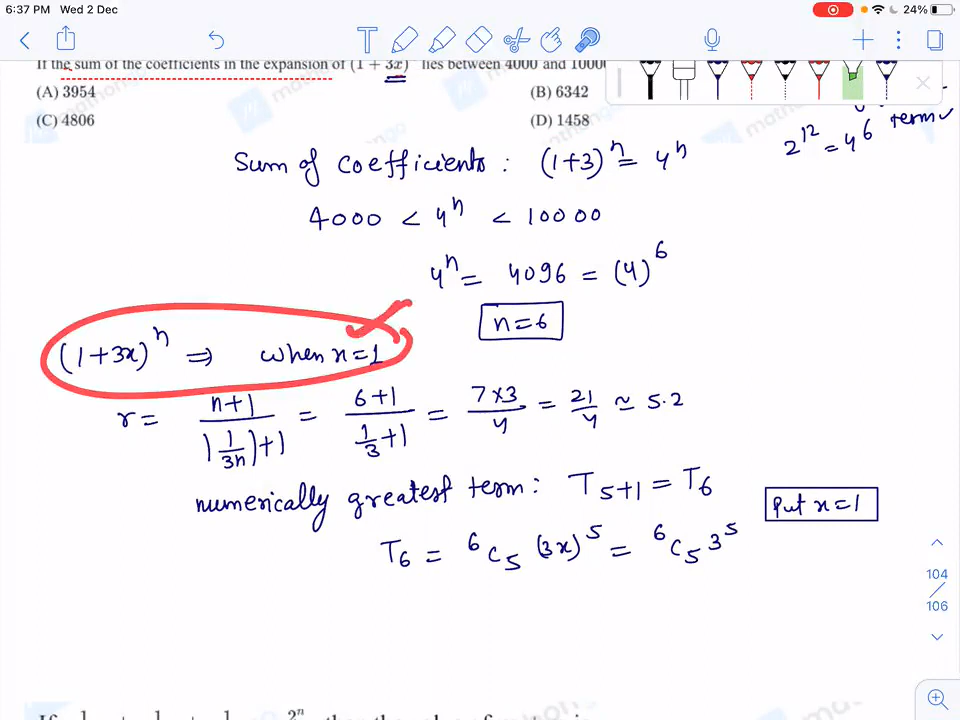 6:37 PM Wed 2 Dec
24%
If the sum of the coefficients in the expansion of (1 + 3x) lies between 4000 and 10000
(A) 3954
(B) 6342
(C) 4806
(D) 1458
term
2^12 = 4^6
Sum of coefficients : (1+3)^n = 4^n
4000 < 4^n < 10000
4^n = 4096 = (4)^6
n=6
(1+3x)^n ⇒ when x=1
r = n+1 / |1/3x|+1 = 6+1 / 1/3+1 = 7×3/4 = 21/4 ≃ 5.2
numerically greatest term: T5+1 = T6
Put x=1
T6 = ^6C5 (3x)^5 = ^6C5 3^5
104
106